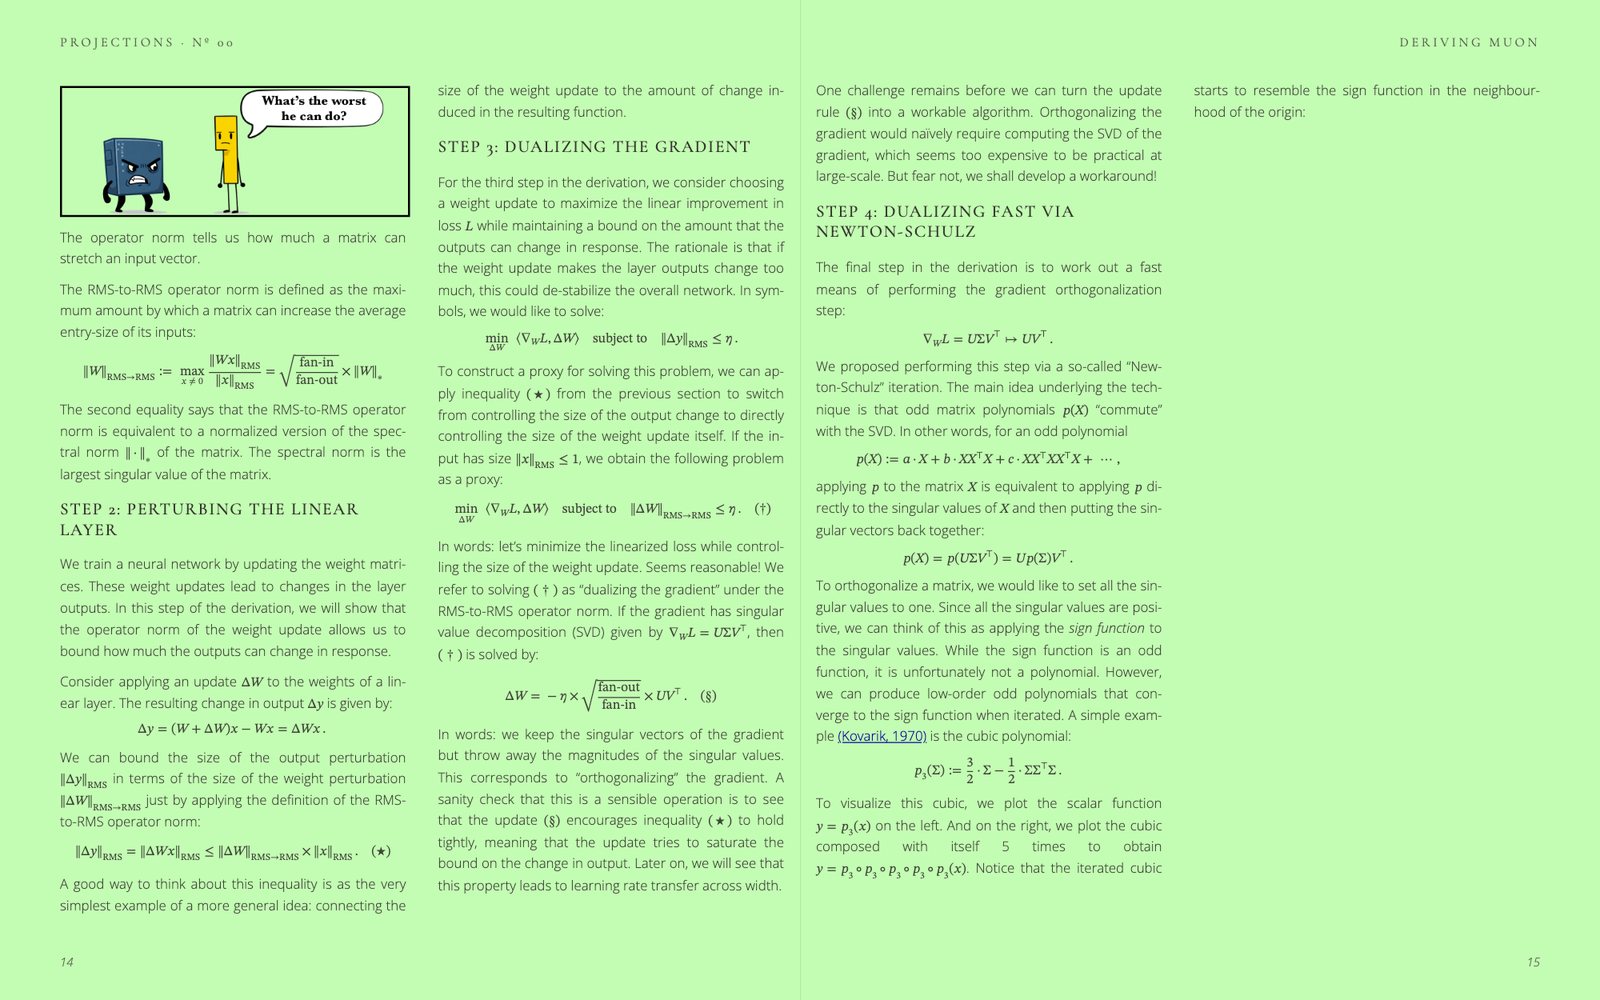 PROJECTIONS · Nº 00
DERIVING MUON
What’s the worst
he can do?
The operator norm tells us how much a matrix can
stretch an input vector.
The RMS-to-RMS operator norm is defined as the maxi-
mum amount by which a matrix can increase the average
entry-size of its inputs:
‖W‖_RMS→RMS := max_{x≠0} ‖Wx‖_RMS / ‖x‖_RMS = √(fan-in / fan-out) × ‖W‖_*
The second equality says that the RMS-to-RMS operator
norm is equivalent to a normalized version of the spec-
tral norm ‖·‖_* of the matrix. The spectral norm is the
largest singular value of the matrix.
STEP 2: PERTURBING THE LINEAR
LAYER
We train a neural network by updating the weight matri-
ces. These weight updates lead to changes in the layer
outputs. In this step of the derivation, we will show that
the operator norm of the weight update allows us to
bound how much the outputs can change in response.
Consider applying an update ΔW to the weights of a lin-
ear layer. The resulting change in output Δy is given by:
Δy = (W + ΔW)x − Wx = ΔWx.
We can bound the size of the output perturbation
‖Δy‖_RMS in terms of the size of the weight perturbation
‖ΔW‖_RMS→RMS just by applying the definition of the RMS-
to-RMS operator norm:
‖Δy‖_RMS = ‖ΔWx‖_RMS ≤ ‖ΔW‖_RMS→RMS × ‖x‖_RMS. (★)
A good way to think about this inequality is as the very
simplest example of a more general idea: connecting the
size of the weight update to the amount of change in-
duced in the resulting function.
STEP 3: DUALIZING THE GRADIENT
For the third step in the derivation, we consider choosing
a weight update to maximize the linear improvement in
loss L while maintaining a bound on the amount that the
outputs can change in response. The rationale is that if
the weight update makes the layer outputs change too
much, this could de-stabilize the overall network. In sym-
bols, we would like to solve:
min_ΔW ⟨∇_W L, ΔW⟩ subject to ‖Δy‖_RMS ≤ η.
To construct a proxy for solving this problem, we can ap-
ply inequality (★) from the previous section to switch
from controlling the size of the output change to directly
controlling the size of the weight update itself. If the in-
put has size ‖x‖_RMS ≤ 1, we obtain the following problem
as a proxy:
min_ΔW ⟨∇_W L, ΔW⟩ subject to ‖ΔW‖_RMS→RMS ≤ η. (†)
In words: let’s minimize the linearized loss while control-
ling the size of the weight update. Seems reasonable! We
refer to solving († ) as “dualizing the gradient” under the
RMS-to-RMS operator norm. If the gradient has singular
value decomposition (SVD) given by ∇_W L = UΣV^⊤, then
( † ) is solved by:
ΔW = − η × √(fan-out / fan-in) × UV^⊤. (§)
In words: we keep the singular vectors of the gradient
but throw away the magnitudes of the singular values.
This corresponds to “orthogonalizing” the gradient. A
sanity check that this is a sensible operation is to see
that the update (§) encourages inequality (★) to hold
tightly, meaning that the update tries to saturate the
bound on the change in output. Later on, we will see that
this property leads to learning rate transfer across width.
One challenge remains before we can turn the update
rule (§) into a workable algorithm. Orthogonalizing the
gradient would naïvely require computing the SVD of the
gradient, which seems too expensive to be practical at
large-scale. But fear not, we shall develop a workaround!
STEP 4: DUALIZING FAST VIA
NEWTON-SCHULZ
The final step in the derivation is to work out a fast
means of performing the gradient orthogonalization
step:
∇_W L = UΣV^⊤ ↦ UV^⊤.
We proposed performing this step via a so-called “New-
ton-Schulz” iteration. The main idea underlying the tech-
nique is that odd matrix polynomials p(X) “commute”
with the SVD. In other words, for an odd polynomial
p(X) := a·X + b·XX^⊤X + c·XX^⊤XX^⊤X + ⋯ ,
applying p to the matrix X is equivalent to applying p di-
rectly to the singular values of X and then putting the sin-
gular vectors back together:
p(X) = p(UΣV^⊤) = Up(Σ)V^⊤.
To orthogonalize a matrix, we would like to set all the sin-
gular values to one. Since all the singular values are posi-
tive, we can think of this as applying the sign function to
the singular values. While the sign function is an odd
function, it is unfortunately not a polynomial. However,
we can produce low-order odd polynomials that con-
verge to the sign function when iterated. A simple exam-
ple (Kovarik, 1970) is the cubic polynomial:
p_3(Σ) := 3/2 · Σ − 1/2 · ΣΣ^⊤Σ.
To visualize this cubic, we plot the scalar function
y = p_3(x) on the left. And on the right, we plot the cubic
composed with itself 5 times to obtain
y = p_3 ∘ p_3 ∘ p_3 ∘ p_3 ∘ p_3(x). Notice that the iterated cubic
starts to resemble the sign function in the neighbour-
hood of the origin:
14
15